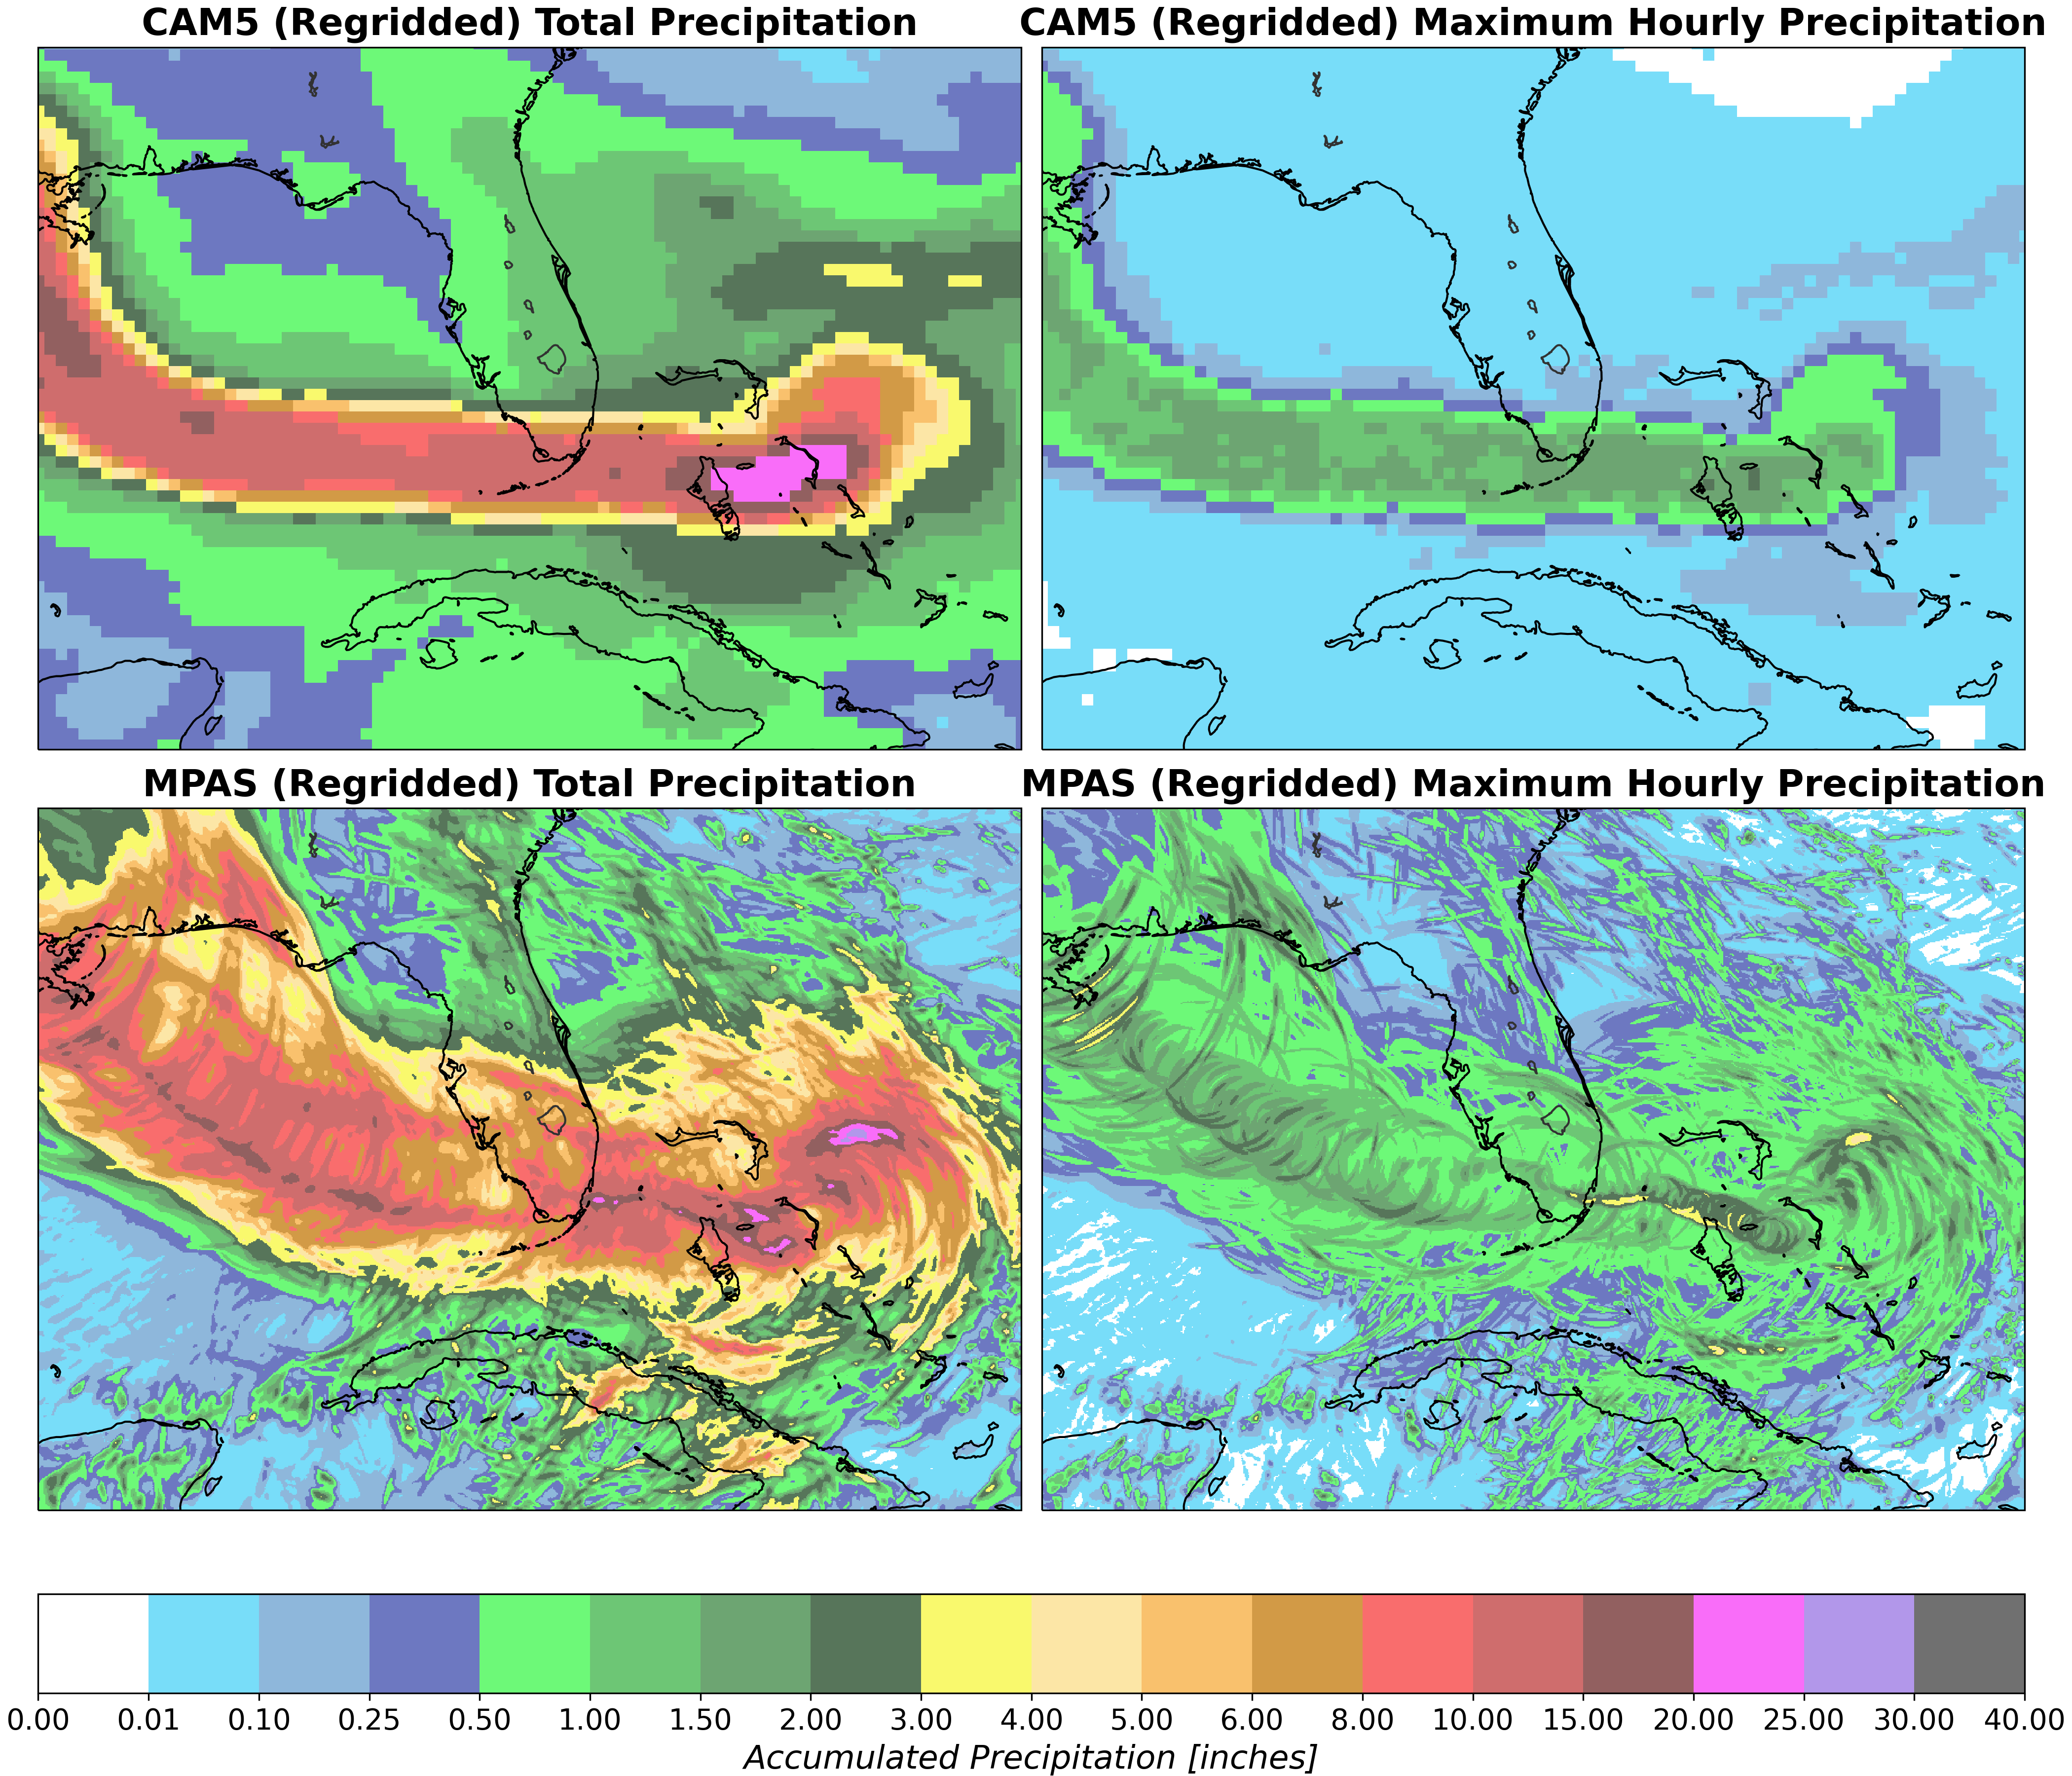 CAM5 (Regridded) Total Precipitation
CAM5 (Regridded) Maximum Hourly Precipitation
MPAS (Regridded) Total Precipitation
MPAS (Regridded) Maximum Hourly Precipitation
0.00 0.01 0.10 0.25 0.50 1.00 1.50 2.00 3.00 4.00 5.00 6.00 8.00 10.00 15.00 20.00 25.00 30.00 40.00
Accumulated Precipitation [inches]